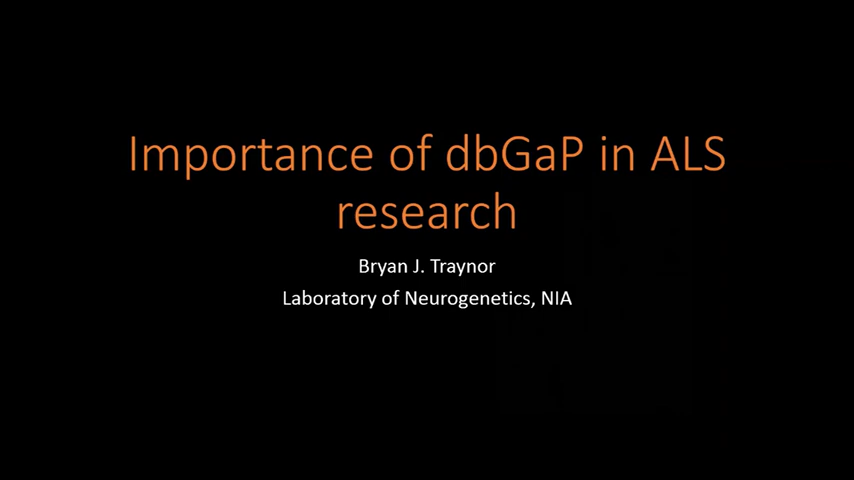 Importance of dbGaP in ALS
research
Bryan J. Traynor
Laboratory of Neurogenetics, NIA